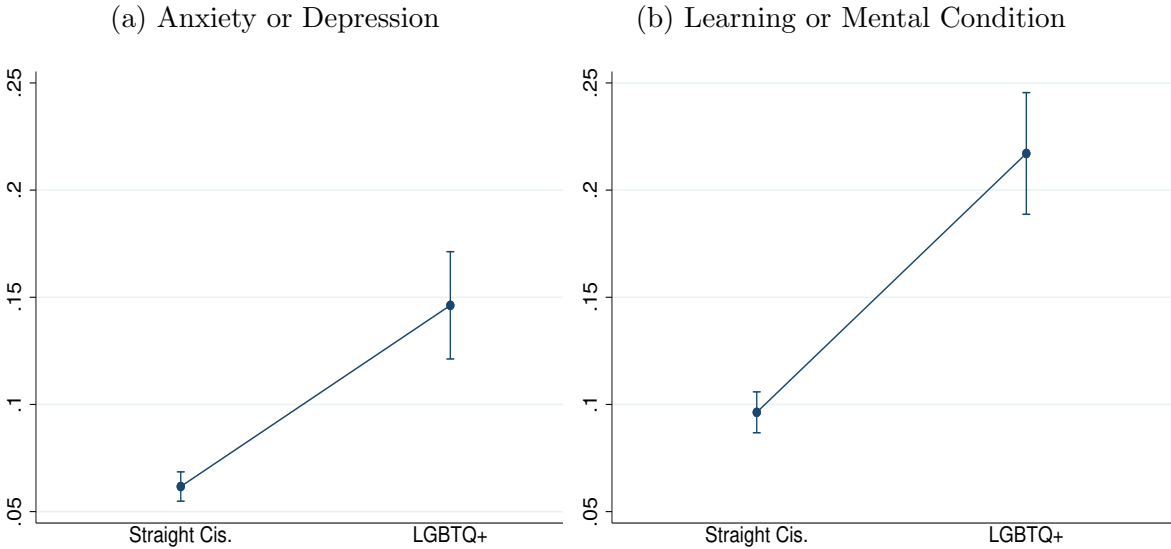 (a) Anxiety or Depression
.25
.2
.15
.1
.05
Straight Cis.
LGBTQ+
(b) Learning or Mental Condition
.25
.2
.15
.1
.05
Straight Cis.
LGBTQ+